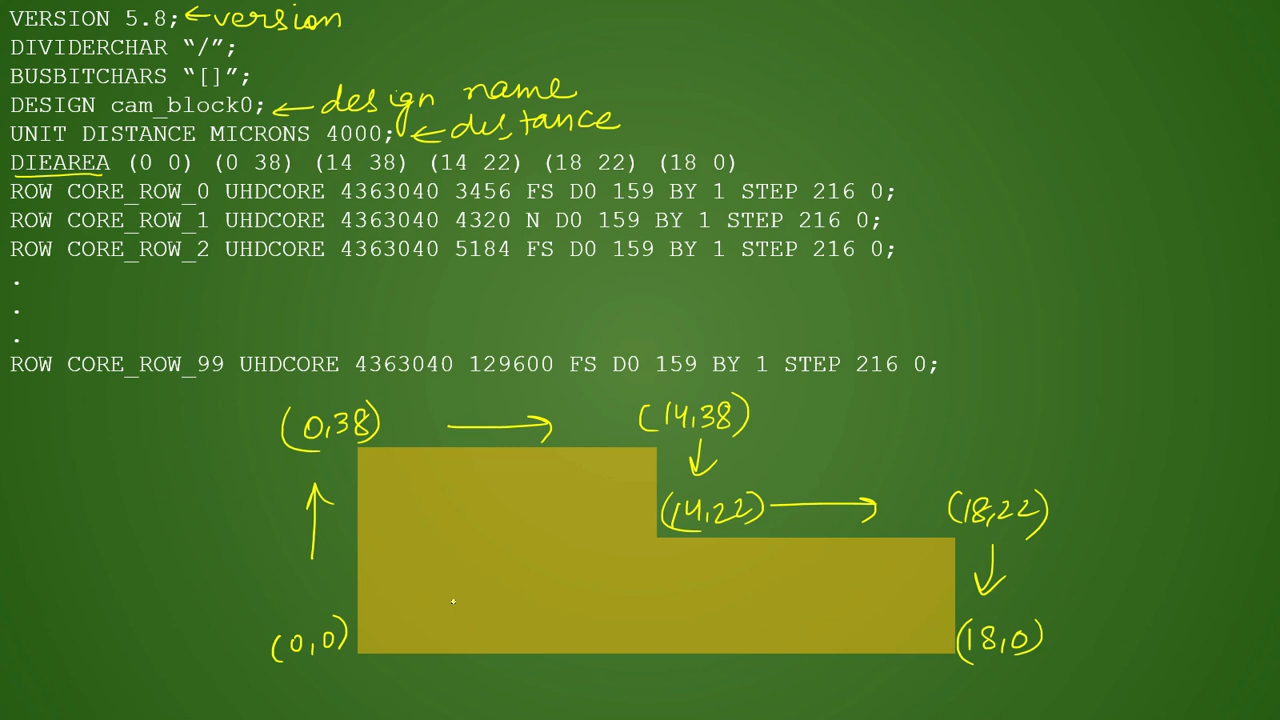 VERSION 5.8; ← version
DIVIDERCHAR “/”;
BUSBITCHARS “[]”;
DESIGN cam_block0; ← design name
UNIT DISTANCE MICRONS 4000; ← distance
DIEAREA (0 0) (0 38) (14 38) (14 22) (18 22) (18 0)
ROW CORE_ROW_0 UHDCORE 4363040 3456 FS DO 159 BY 1 STEP 216 0;
ROW CORE_ROW_1 UHDCORE 4363040 4320 N DO 159 BY 1 STEP 216 0;
ROW CORE_ROW_2 UHDCORE 4363040 5184 FS DO 159 BY 1 STEP 216 0;
.
.
.
ROW CORE_ROW_99 UHDCORE 4363040 129600 FS DO 159 BY 1 STEP 216 0;
(0,38) → (14,38)
(14,22) → (18,22)
(0,0) (18,0)